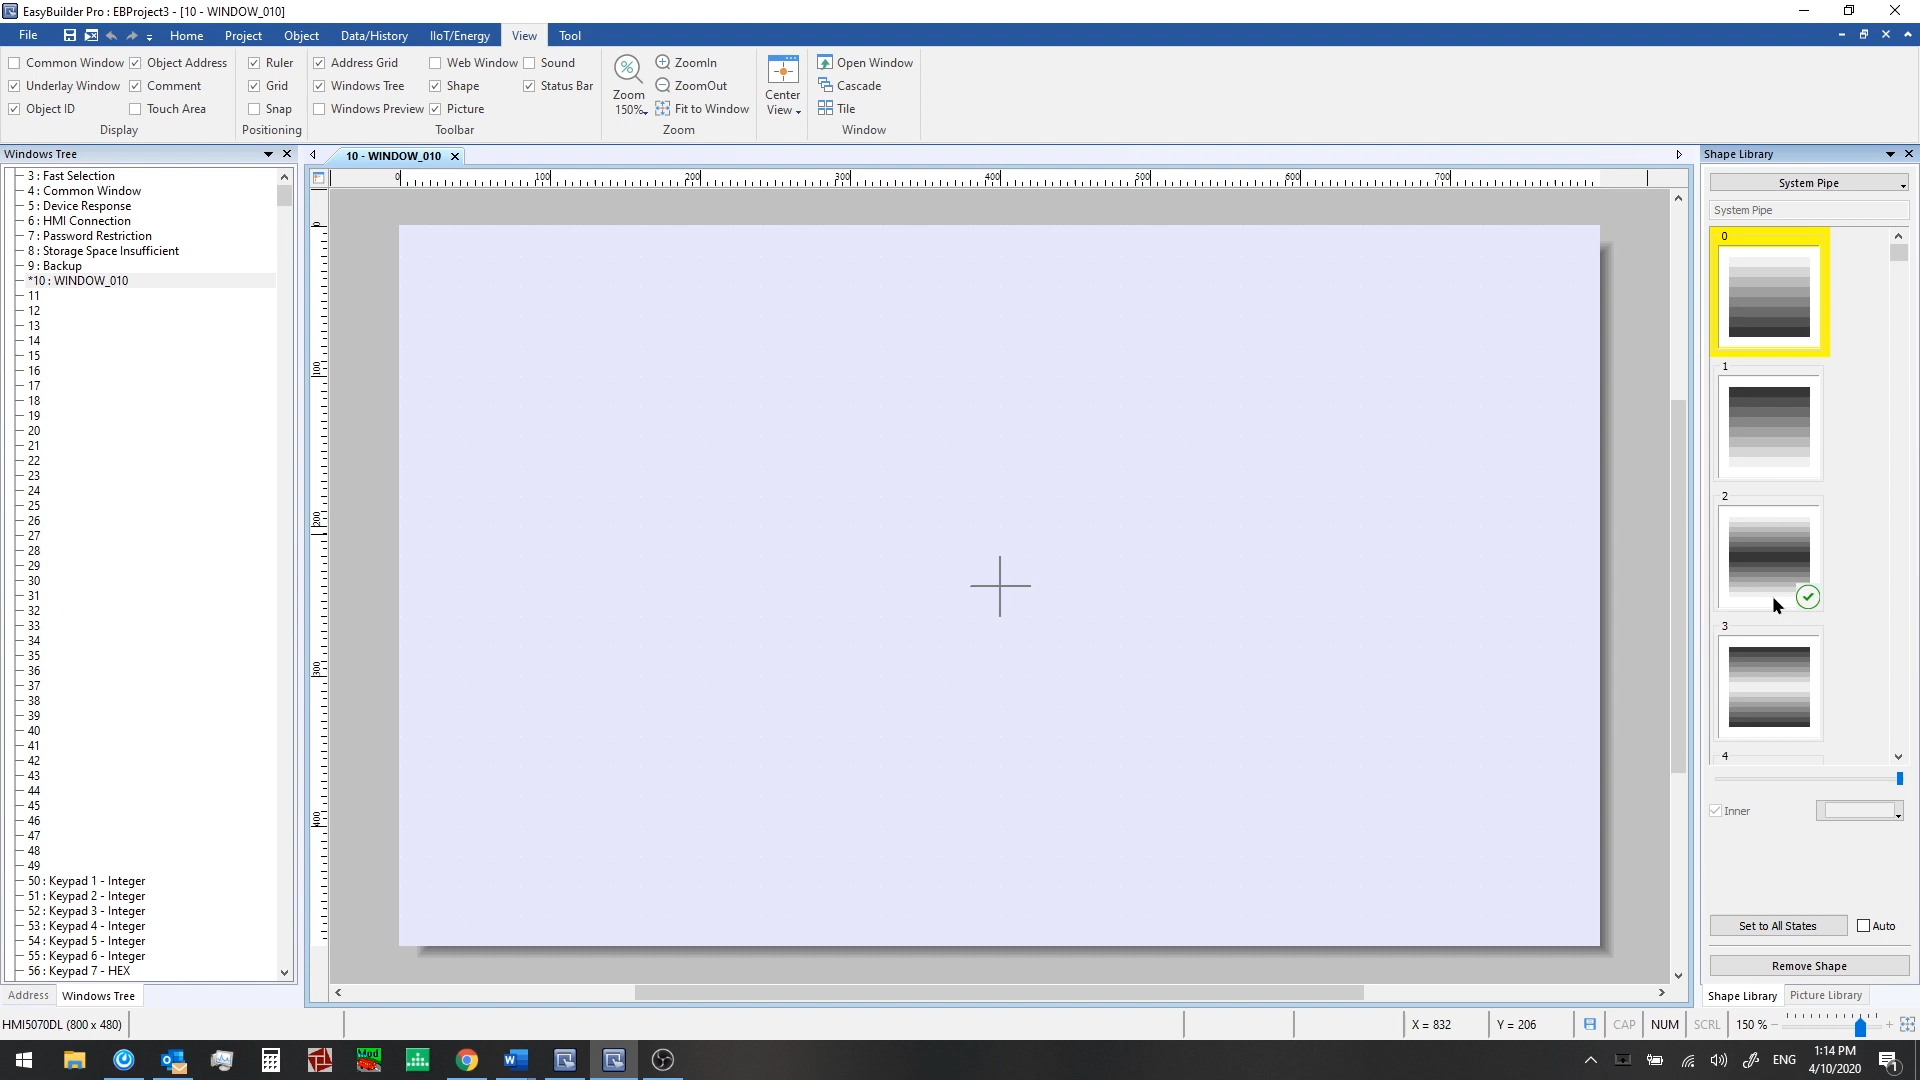 EasyBuilder Pro : EBProject3 - [10 - WINDOW_010]
File Home Project Object Data/History IIoT/Energy View Tool
Common Window Object Address Ruler Address Grid Web Window Sound ZoomIn Open Window
Underlay Window Comment Grid Windows Tree Shape Status Bar ZoomOut Cascade
Zoom Center
Object ID Touch Area Snap Windows Preview Picture 150% Fit to Window View Tile
Display Positioning Toolbar Zoom Window
Windows Tree 10 - WINDOW_010 Shape Library
3 : Fast Selection
4 : Common Window
5 : Device Response
6 : HMI Connection
7 : Password Restriction
8 : Storage Space Insufficient
9 : Backup
*10 : WINDOW_010
11
12
13
14
15
16
17
18
19
20
21
22
23
24
25
26
27
28
29
30
31
32
33
34
35
36
37
38
39
40
41
42
43
44
45
46
47
48
49
50 : Keypad 1 - Integer
51 : Keypad 2 - Integer
52 : Keypad 3 - Integer
53 : Keypad 4 - Integer
54 : Keypad 5 - Integer
55 : Keypad 6 - Integer
56 : Keypad 7 - HEX
Address Windows Tree
0 100 200 300 400 500 600 700
0
100
200
300
400
System Pipe
System Pipe
0
1
2
3
4
Inner
Set to All States Auto
Remove Shape
Shape Library Picture Library
HMI5070DL (800 x 480) X = 832 Y = 206 CAP NUM SCRL 150 %
Mod
ENG 1:14 PM
4/10/2020
1